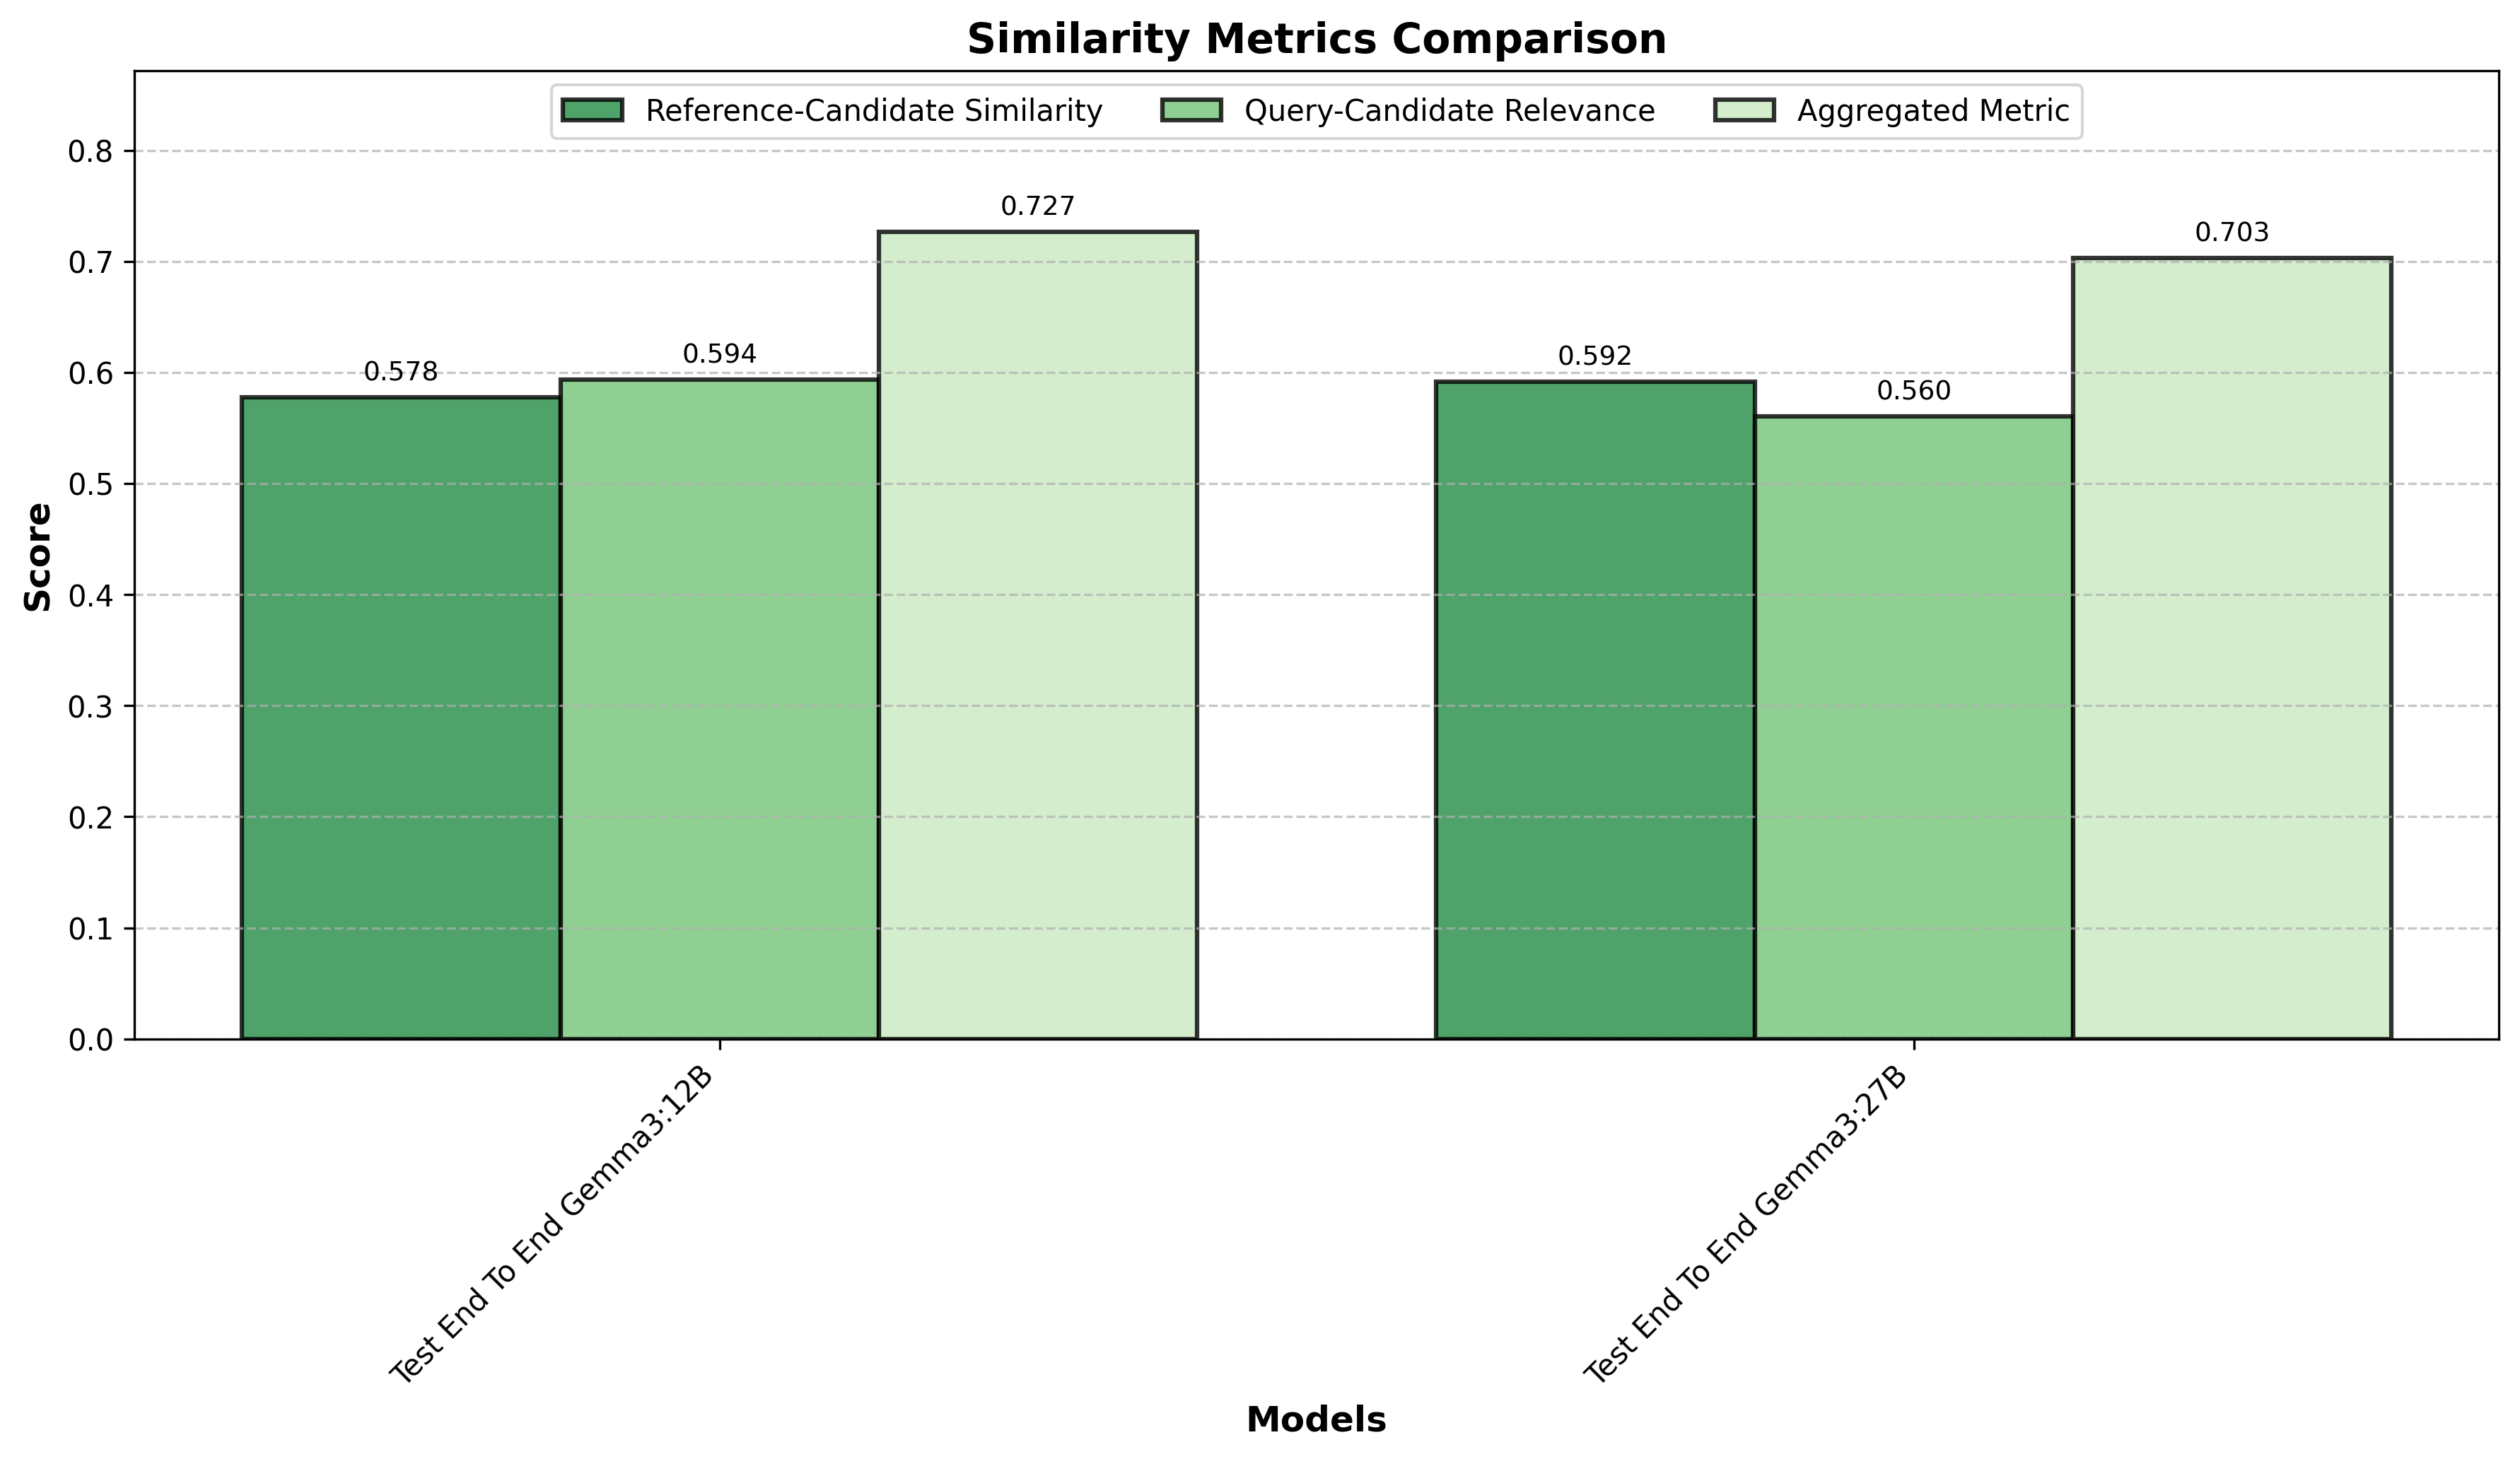 Similarity Metrics Comparison
Reference-Candidate Similarity
Query-Candidate Relevance
Aggregated Metric
Score
0.8
0.7
0.6
0.5
0.4
0.3
0.2
0.1
0.0
0.578
0.594
0.727
0.592
0.560
0.703
Test End To End Gemma3:12B
Test End To End Gemma3:27B
Models